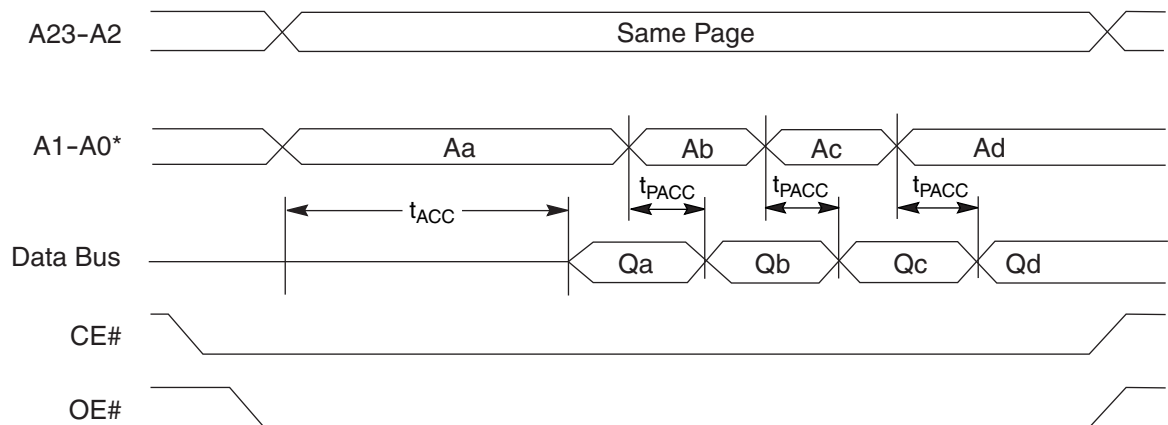 A23-A2
Same Page
A1-A0*
Aa
Ab
Ac
Ad
tACC
tPACC
tPACC
tPACC
Data Bus
Qa
Qb
Qc
Qd
CE#
OE#